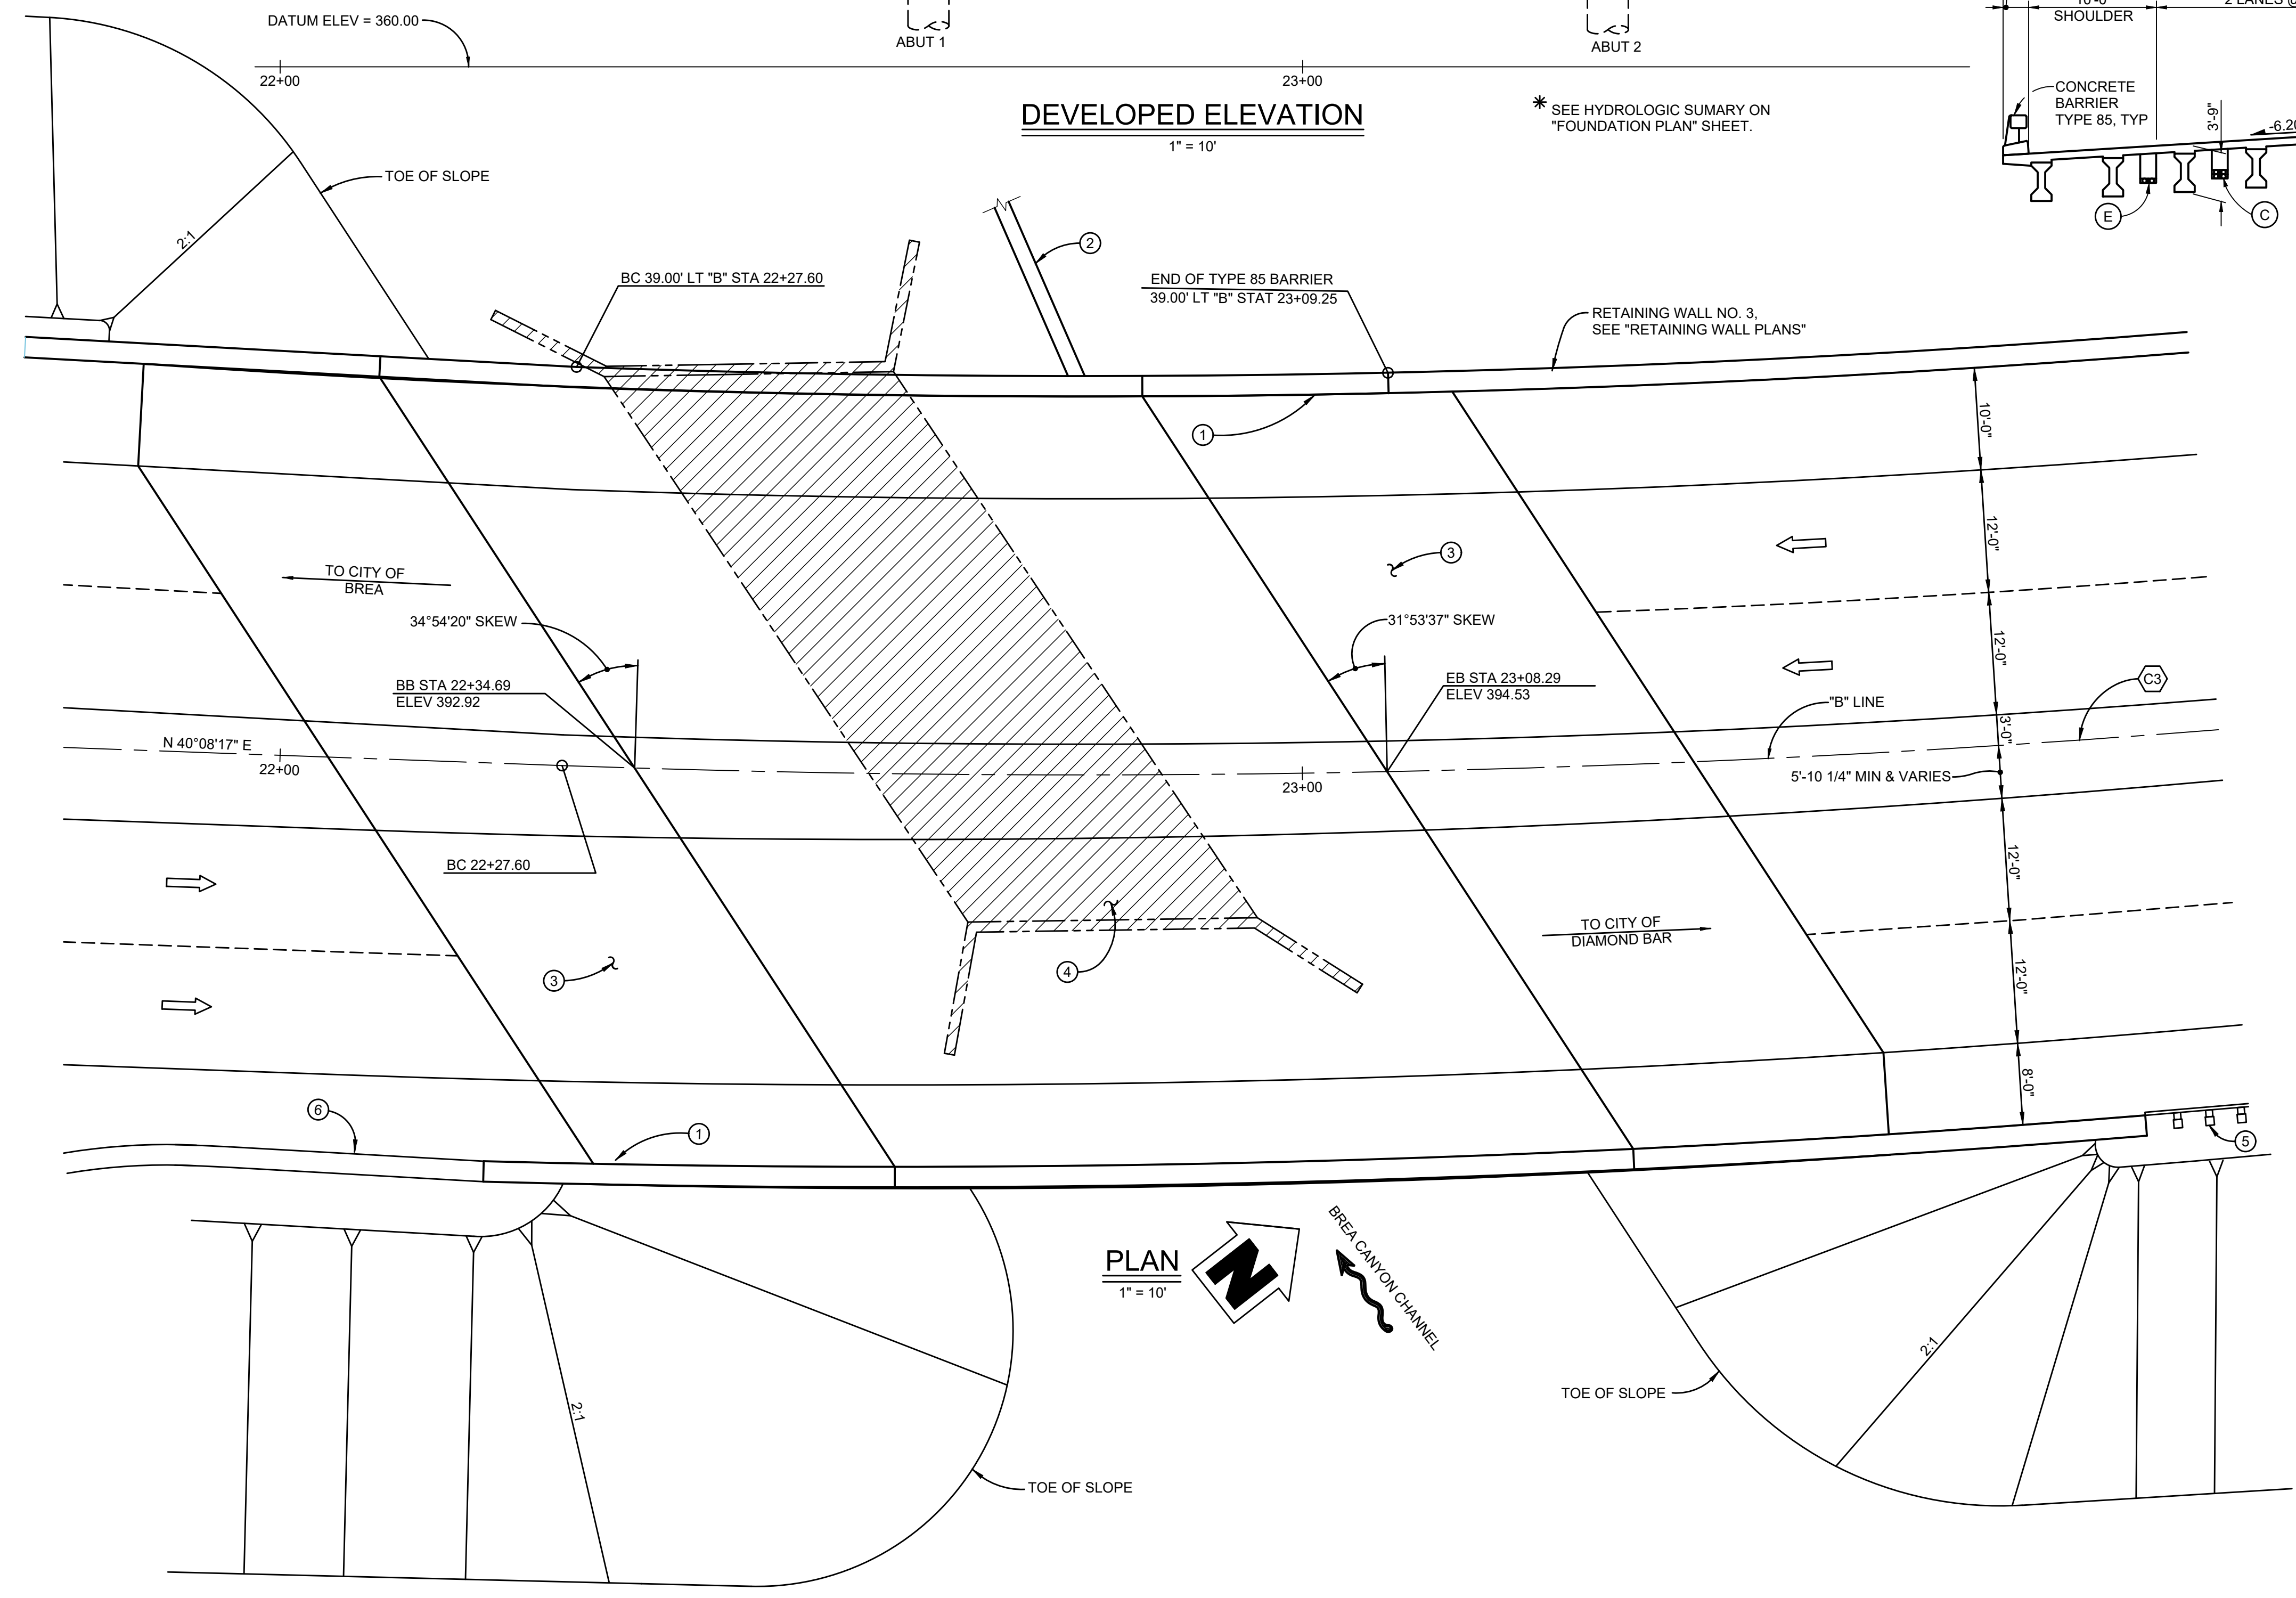 DATUM ELEV = 360.00
ABUT 1
ABUT 2
22+00
23+00
DEVELOPED ELEVATION
1" = 10'
* SEE HYDROLOGIC SUMARY ON
"FOUNDATION PLAN" SHEET.
SHOULDER
CONCRETE
BARRIER
TYPE 85, TYP
3'-9"
E
C
TOE OF SLOPE
2:1
BC 39.00' LT "B" STA 22+27.60
2
END OF TYPE 85 BARRIER
39.00' LT "B" STAT 23+09.25
RETAINING WALL NO. 3,
SEE "RETAINING WALL PLANS"
1
10'-0"
12'-0"
3
TO CITY OF
BREA
34°54'20" SKEW
31°53'37" SKEW
12'-0"
BB STA 22+34.69
ELEV 392.92
EB STA 23+08.29
ELEV 394.53
C3
"B" LINE
3'-0"
N 40°08'17" E
22+00
23+00
5'-10 1/4" MIN & VARIES
BC 22+27.60
12'-0"
TO CITY OF
DIAMOND BAR
3
4
12'-0"
8'-0"
6
1
5
PLAN
1" = 10'
N
BREA CANYON CHANNEL
2:1
TOE OF SLOPE
2:1
TOE OF SLOPE